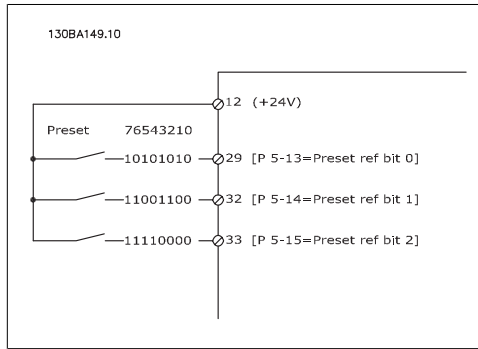 130BA149.10
12 (+24V)
Preset 76543210
10101010 29 [P 5-13=Preset ref bit 0]
11001100 32 [P 5-14=Preset ref bit 1]
11110000 33 [P 5-15=Preset ref bit 2]